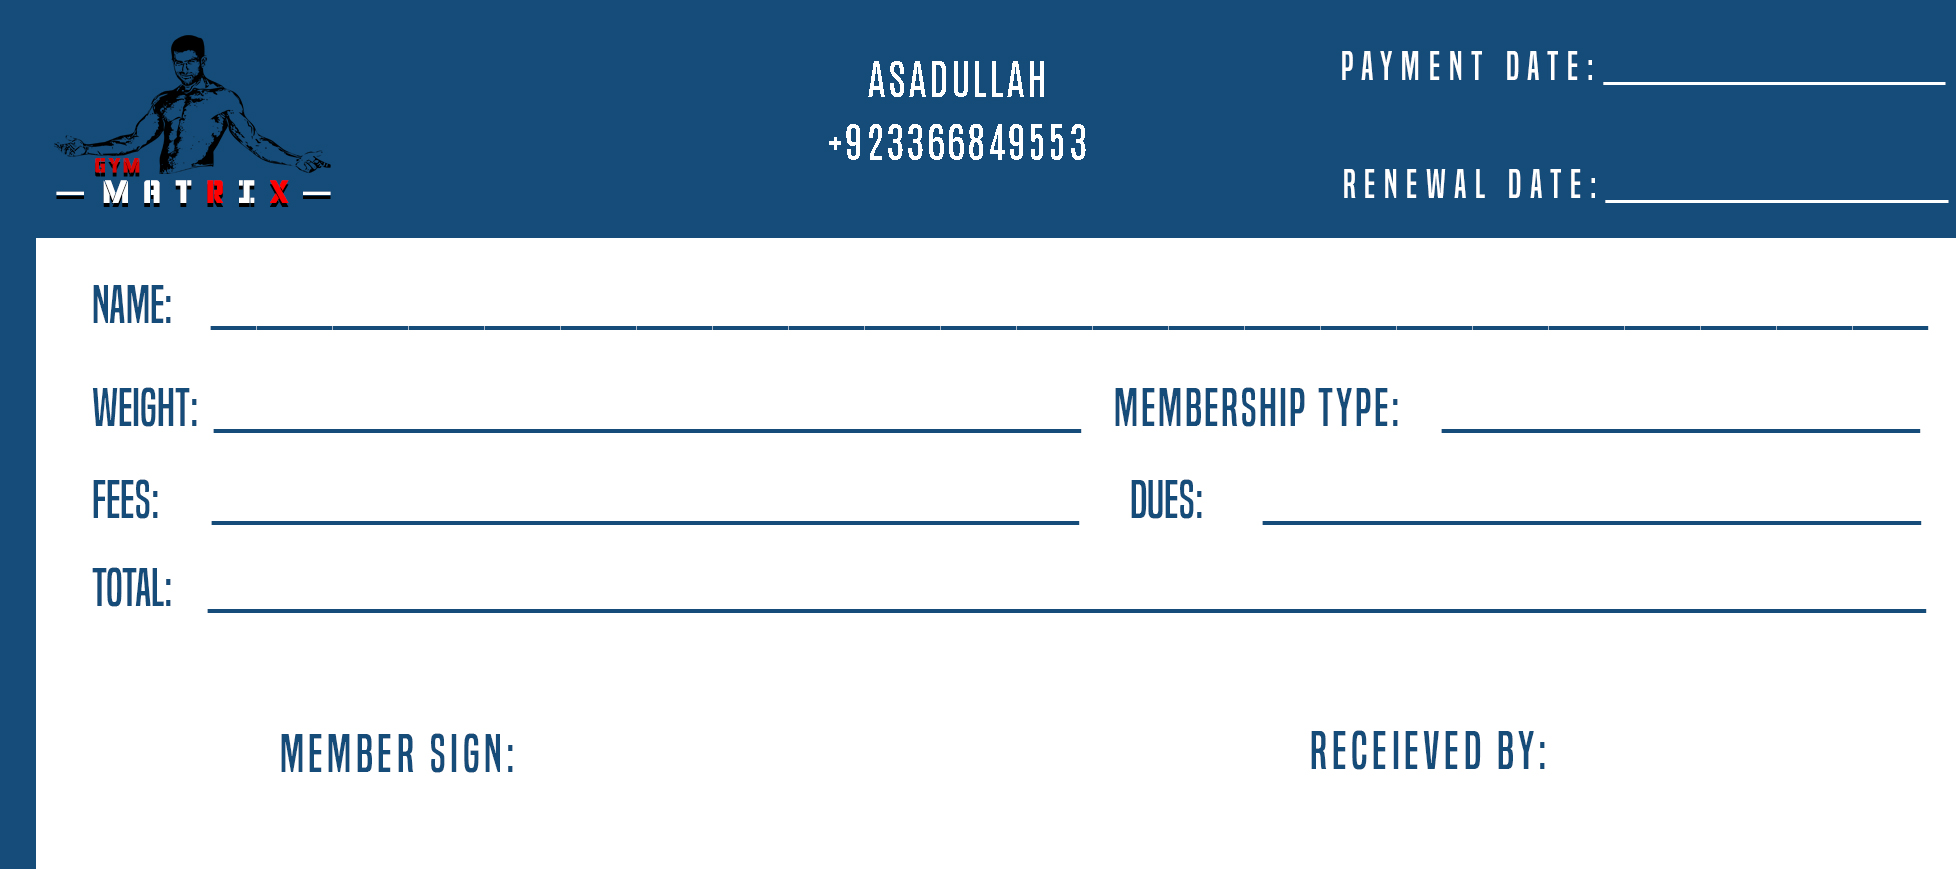 GYM
MATRIX
ASADULLAH
+923366849553
PAYMENT DATE:
RENEWAL DATE:
NAME:
WEIGHT:
MEMBERSHIP TYPE:
FEES:
DUES:
TOTAL:
MEMBER SIGN:
RECEIEVED BY: